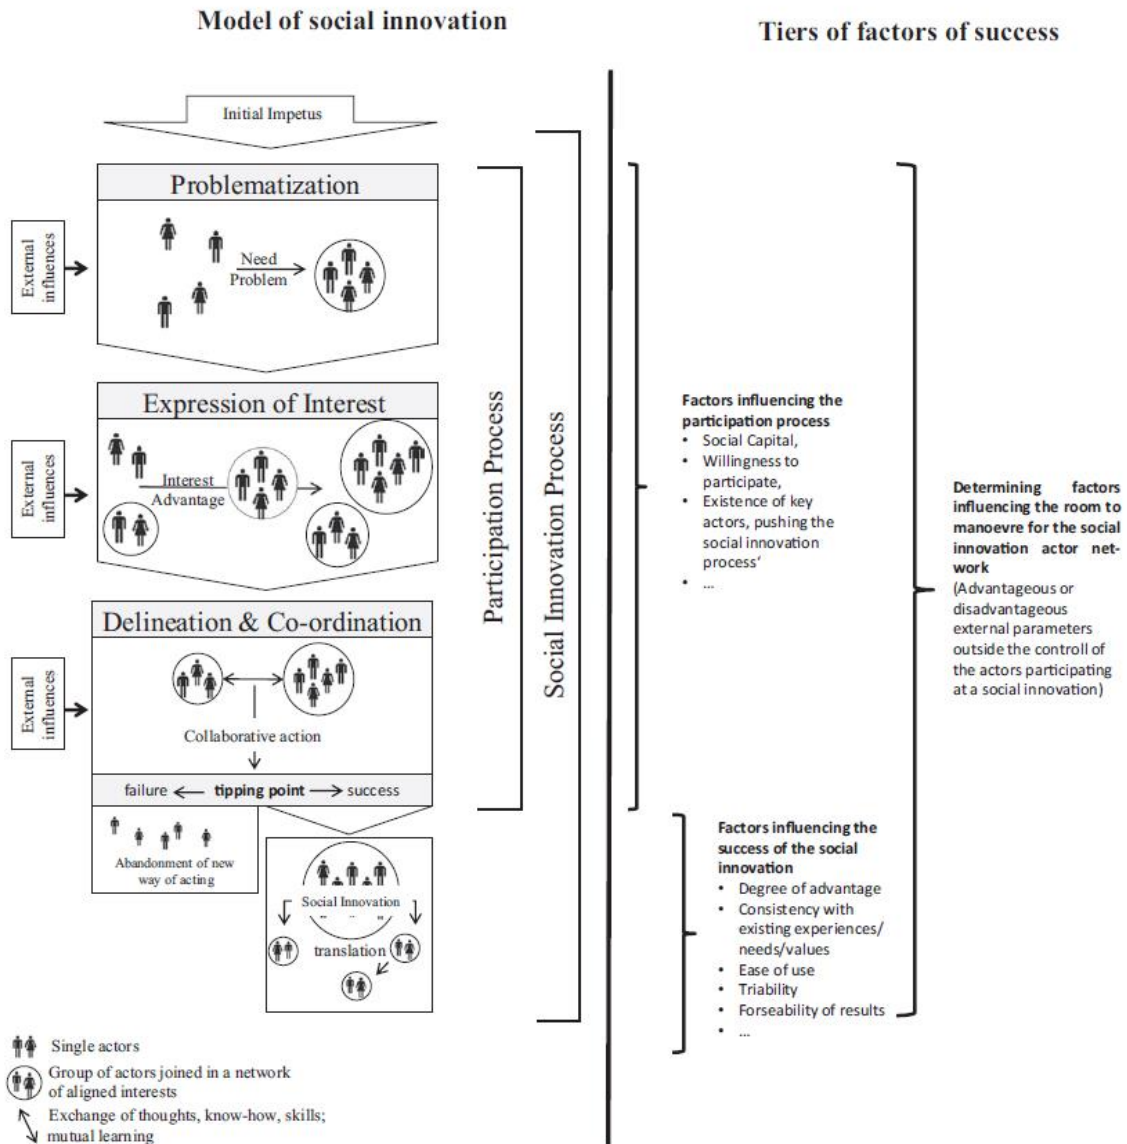 Model of social innovation
Tiers of factors of success
Initial Impetus
Problematization
External
influences
Need
Problem
Expression of Interest
External
influences
Interest
Advantage
Delineation & Co-ordination
External
influences
Collaborative action
failure
tipping point
success
Abandonment of new
way of acting
Social Innovation
translation
Participation Process
Social Innovation Process
Factors influencing the
participation process
• Social Capital,
• Willingness to
participate,
• Existence of key
actors, pushing the
social innovation
process‘
• ...
Factors influencing the
success of the social
innovation
• Degree of advantage
• Consistency with
existing experiences/
needs/values
• Ease of use
• Triability
• Forseability of results
• ...
Determining factors
influencing the room to
manoevre for the social
innovation actor net-
work
(Advantageous or
disadvantageous
external parameters
outside the controll of
the actors participating
at a social innovation)
Single actors
Group of actors joined in a network
of aligned interests
Exchange of thoughts, know-how, skills;
mutual learning